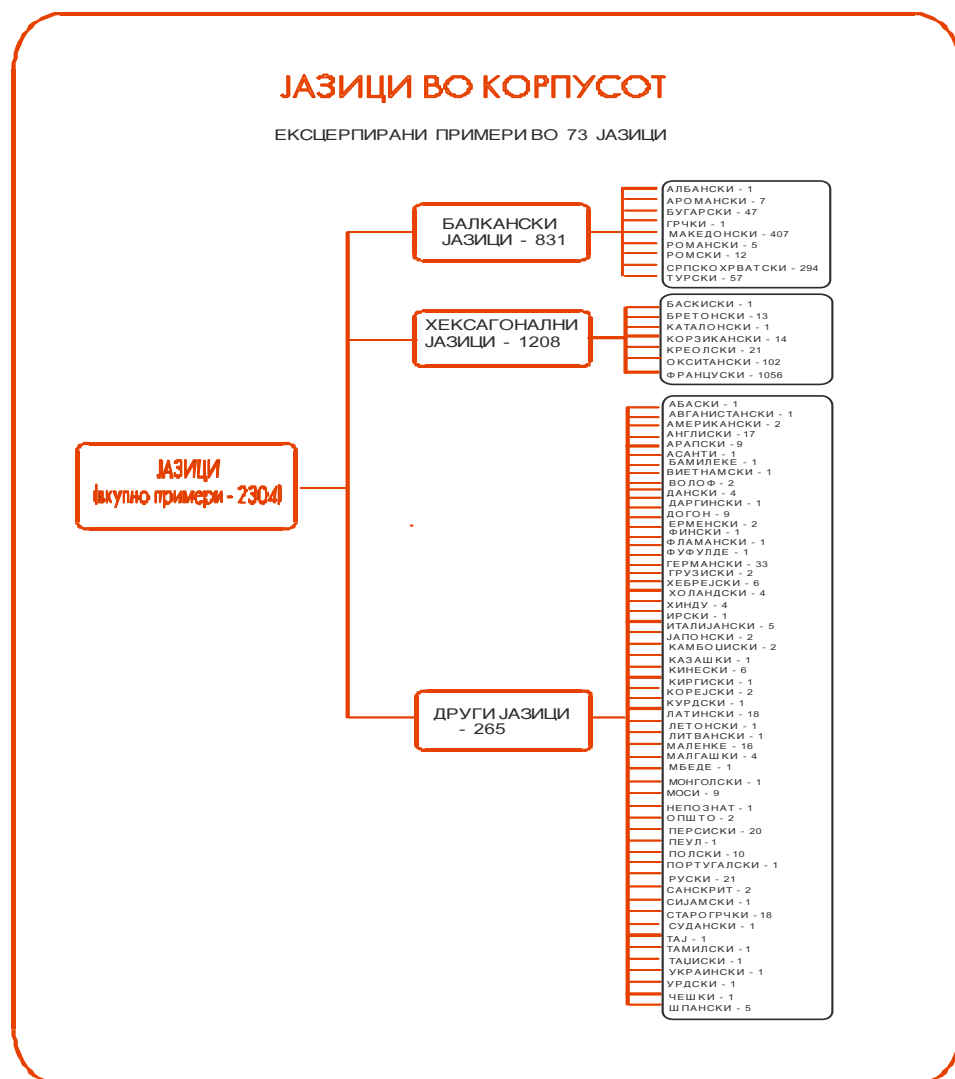 ЈАЗИЦИ ВО КОРПУСОТ
ЕКСЦЕРПИРАНИ ПРИМЕРИ ВО 73 ЈАЗИЦИ
ЈАЗИЦИ
(вкупно примери - 2304)
БАЛКАНСКИ
ЈАЗИЦИ - 831
АЛБАНСКИ - 1
АРОМАНСКИ - 7
БУГАРСКИ - 47
ГРЧКИ - 1
МАКЕДОНСКИ - 407
РОМАНСКИ - 5
РОМСКИ - 12
СРПСКОХРВАТСКИ - 294
ТУРСКИ - 57
ХЕКСАГОНАЛНИ
ЈАЗИЦИ - 1208
БАСКИСКИ - 1
БРЕТОНСКИ - 13
КАТАЛОНСКИ - 1
КОРЗИКАНСКИ - 14
КРЕОЛСКИ - 21
ОКСИТАНСКИ - 102
ФРАНЦУСКИ - 1056
ДРУГИ ЈАЗИЦИ
- 265
АБАСКИ - 1
АВГАНИСТАНСКИ - 1
АМЕРИКАНСКИ - 2
АНГЛИСКИ - 17
АРАПСКИ - 9
АСАНТИ - 1
БАМИЛЕКЕ - 1
ВИЕТНАМСКИ - 1
ВОЛОФ - 2
ДАНСКИ - 4
ДАРГИНСКИ - 1
ДОГОН - 9
ЕРМЕНСКИ - 2
ФИНСКИ - 1
ФЛАМАНСКИ - 1
ФУФУЛДЕ - 1
ГЕРМАНСКИ - 33
ГРУЗИСКИ - 2
ХЕБРЕЈСКИ - 6
ХОЛАНДСКИ - 4
ХИНДУ - 4
ИРСКИ - 1
ИТАЛИЈАНСКИ - 5
ЈАПОНСКИ - 2
КАМБОЏИСКИ - 2
КАЗАШКИ - 1
КИНЕСКИ - 6
КИРГИСКИ - 1
КОРЕЈСКИ - 2
КУРДСКИ - 1
ЛАТИНСКИ - 18
ЛЕТОНСКИ - 1
ЛИТВАНСКИ - 1
МАЛЕНКЕ - 16
МАЛГАШКИ - 4
МБЕДЕ - 1
МОНГОЛСКИ - 1
МОСИ - 9
НЕПОЗНАТ - 1
ОПШТО - 2
ПЕРСИСКИ - 20
ПЕУЛ - 1
ПОЛСКИ - 10
ПОРТУГАЛСКИ - 1
РУСКИ - 21
САНСКРИТ - 2
СИЈАМСКИ - 1
СТАРОГРЧКИ - 18
СУДАНСКИ - 1
ТАЈ - 1
ТАМИЛСКИ - 1
ТАЏИСКИ - 1
УКРАИНСКИ - 1
УРДСКИ - 1
ЧЕШКИ - 1
ШПАНСКИ - 5